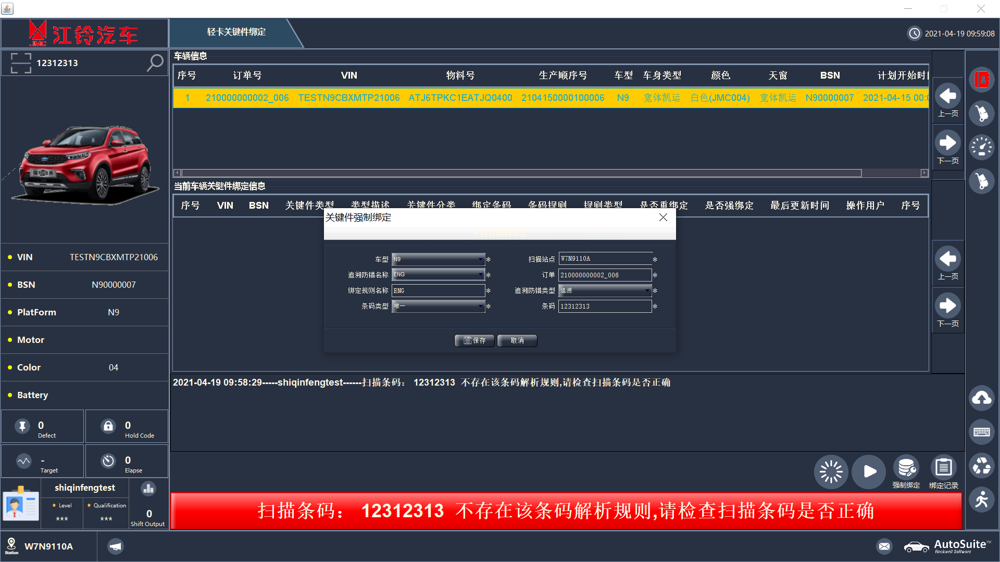 JMC 江铃汽车
轻卡关键件绑定
2021-04-19 09:59:08
12312313
车辆信息
序号 订单号 VIN 物料号 生产顺序号 车型 车身类型 颜色 天窗 BSN 计划开始时
1 210000000002_006 TESTN9CBXMTP21006 ATJ6TPKC1EATJQ0400 2104150000100006 N9 宽体凯运 白色(JMC004) 宽体凯运 N90000007 2021-04-15 00:
上一页
下一页
当前车辆关键件绑定信息
序号 VIN BSN 关键件类型 类型描述 关键件分类 绑定条码 条码规则 规则类型 是否重绑定 是否强绑定 最后更新时间 操作用户 序号
关键件强制绑定
车型 N9 * 扫描站点 W7N9110A *
追溯防错名称 ENG * 订单 210000000002_006 *
绑定规则名称 ENG * 追溯防错类型 追溯 *
条码类型 唯一 * 条码 12312313 *
保存 取消
上一页
下一页
VIN TESTN9CBXMTP21006
BSN N90000007
PlatForm N9
Motor
Color 04
Battery
0 Defect
0 Hold Code
- Target
0 Elapse
shiqinfengtest
Level ***
Qualification ***
0 Shift Output
2021-04-19 09:58:29-----shiqinfengtest------扫描条码： 12312313 不存在该条码解析规则,请检查扫描条码是否正确
强制绑定 绑定记录
扫描条码： 12312313 不存在该条码解析规则,请检查扫描条码是否正确
Station W7N9110A
AutoSuite™
Rockwell Software